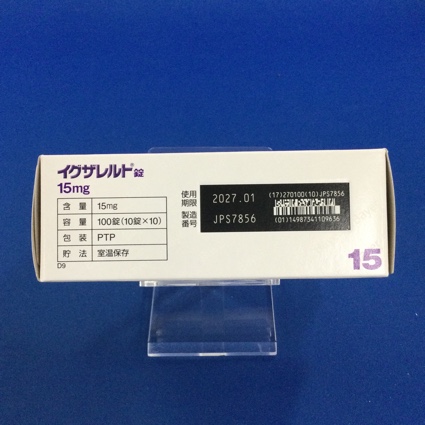 イグザレルト錠
15mg
含 量 15mg
容 量 100錠(10錠×10)
包 装 PTP
貯 法 室温保存
D9
使用期限 2027.01
製造番号 JPS7856
(17)270100(10)JPS7856
(01)14987341109636
15